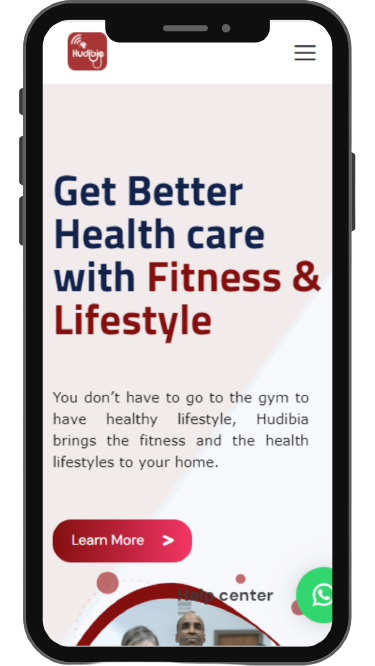 Hudibia
Get Better
Health care
with Fitness &
Lifestyle
You don't have to go to the gym to
have healthy lifestyle, Hudibia
brings the fitness and the health
lifestyles to your home.
Learn More >
Help center